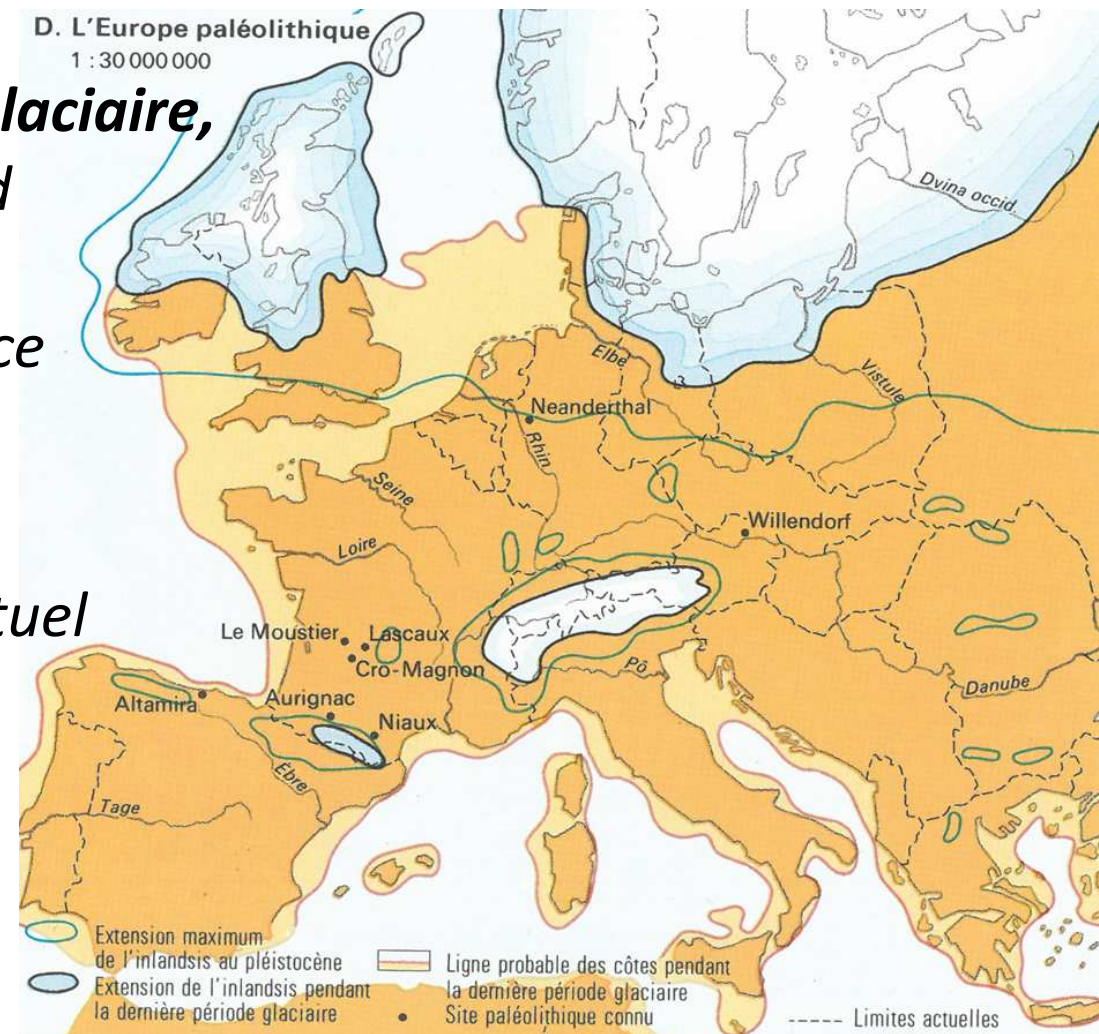 D. L'Europe paléolithique
1 : 30 000 000
laciaire,
d
ce
tuel
Dvina occid.
Elbe
Vistule
Neanderthal
Rhin
Seine
Willendorf
Loire
Le Moustier
Lascaux
Cro-Magnon
Pô
Danube
Altamira
Aurignac
Niaux
Èbre
Tage
Extension maximum
de l'inlandsis au pléistocène
Extension de l'inlandsis pendant
la dernière période glaciaire
Ligne probable des côtes pendant
la dernière période glaciaire
Site paléolithique connu
Limites actuelles